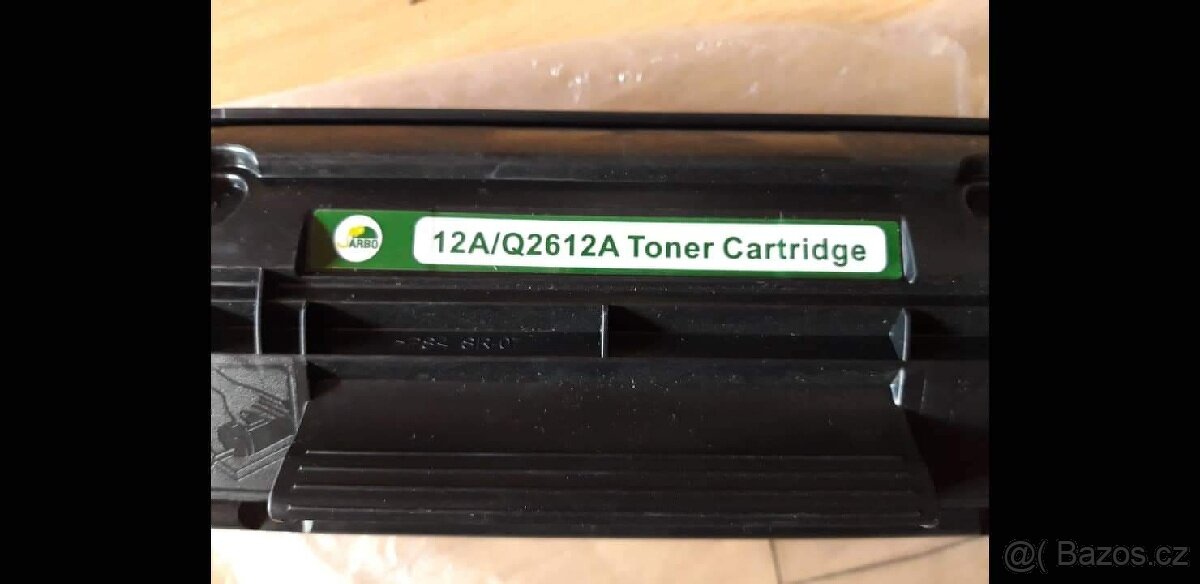 12A/Q2612A Toner Cartridge
ARBO
@( Bazos.cz